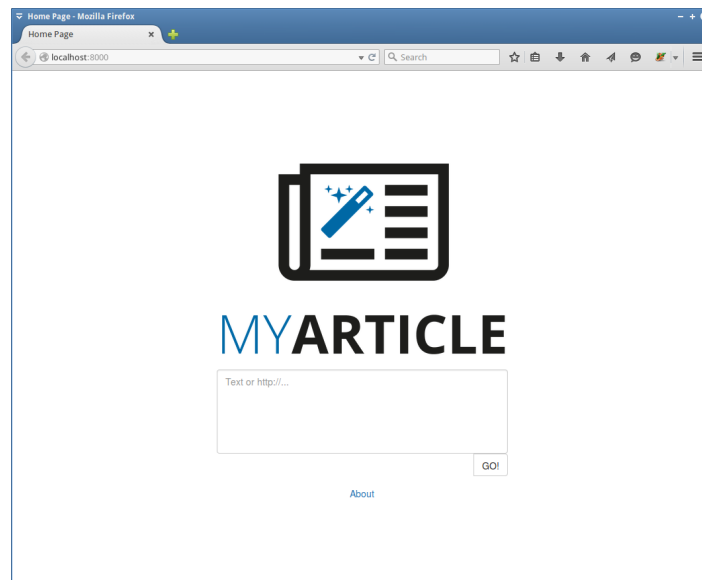 Home Page - Mozilla Firefox
Home Page
localhost:8000
Search
MYARTICLE
Text or http://...
GO!
About